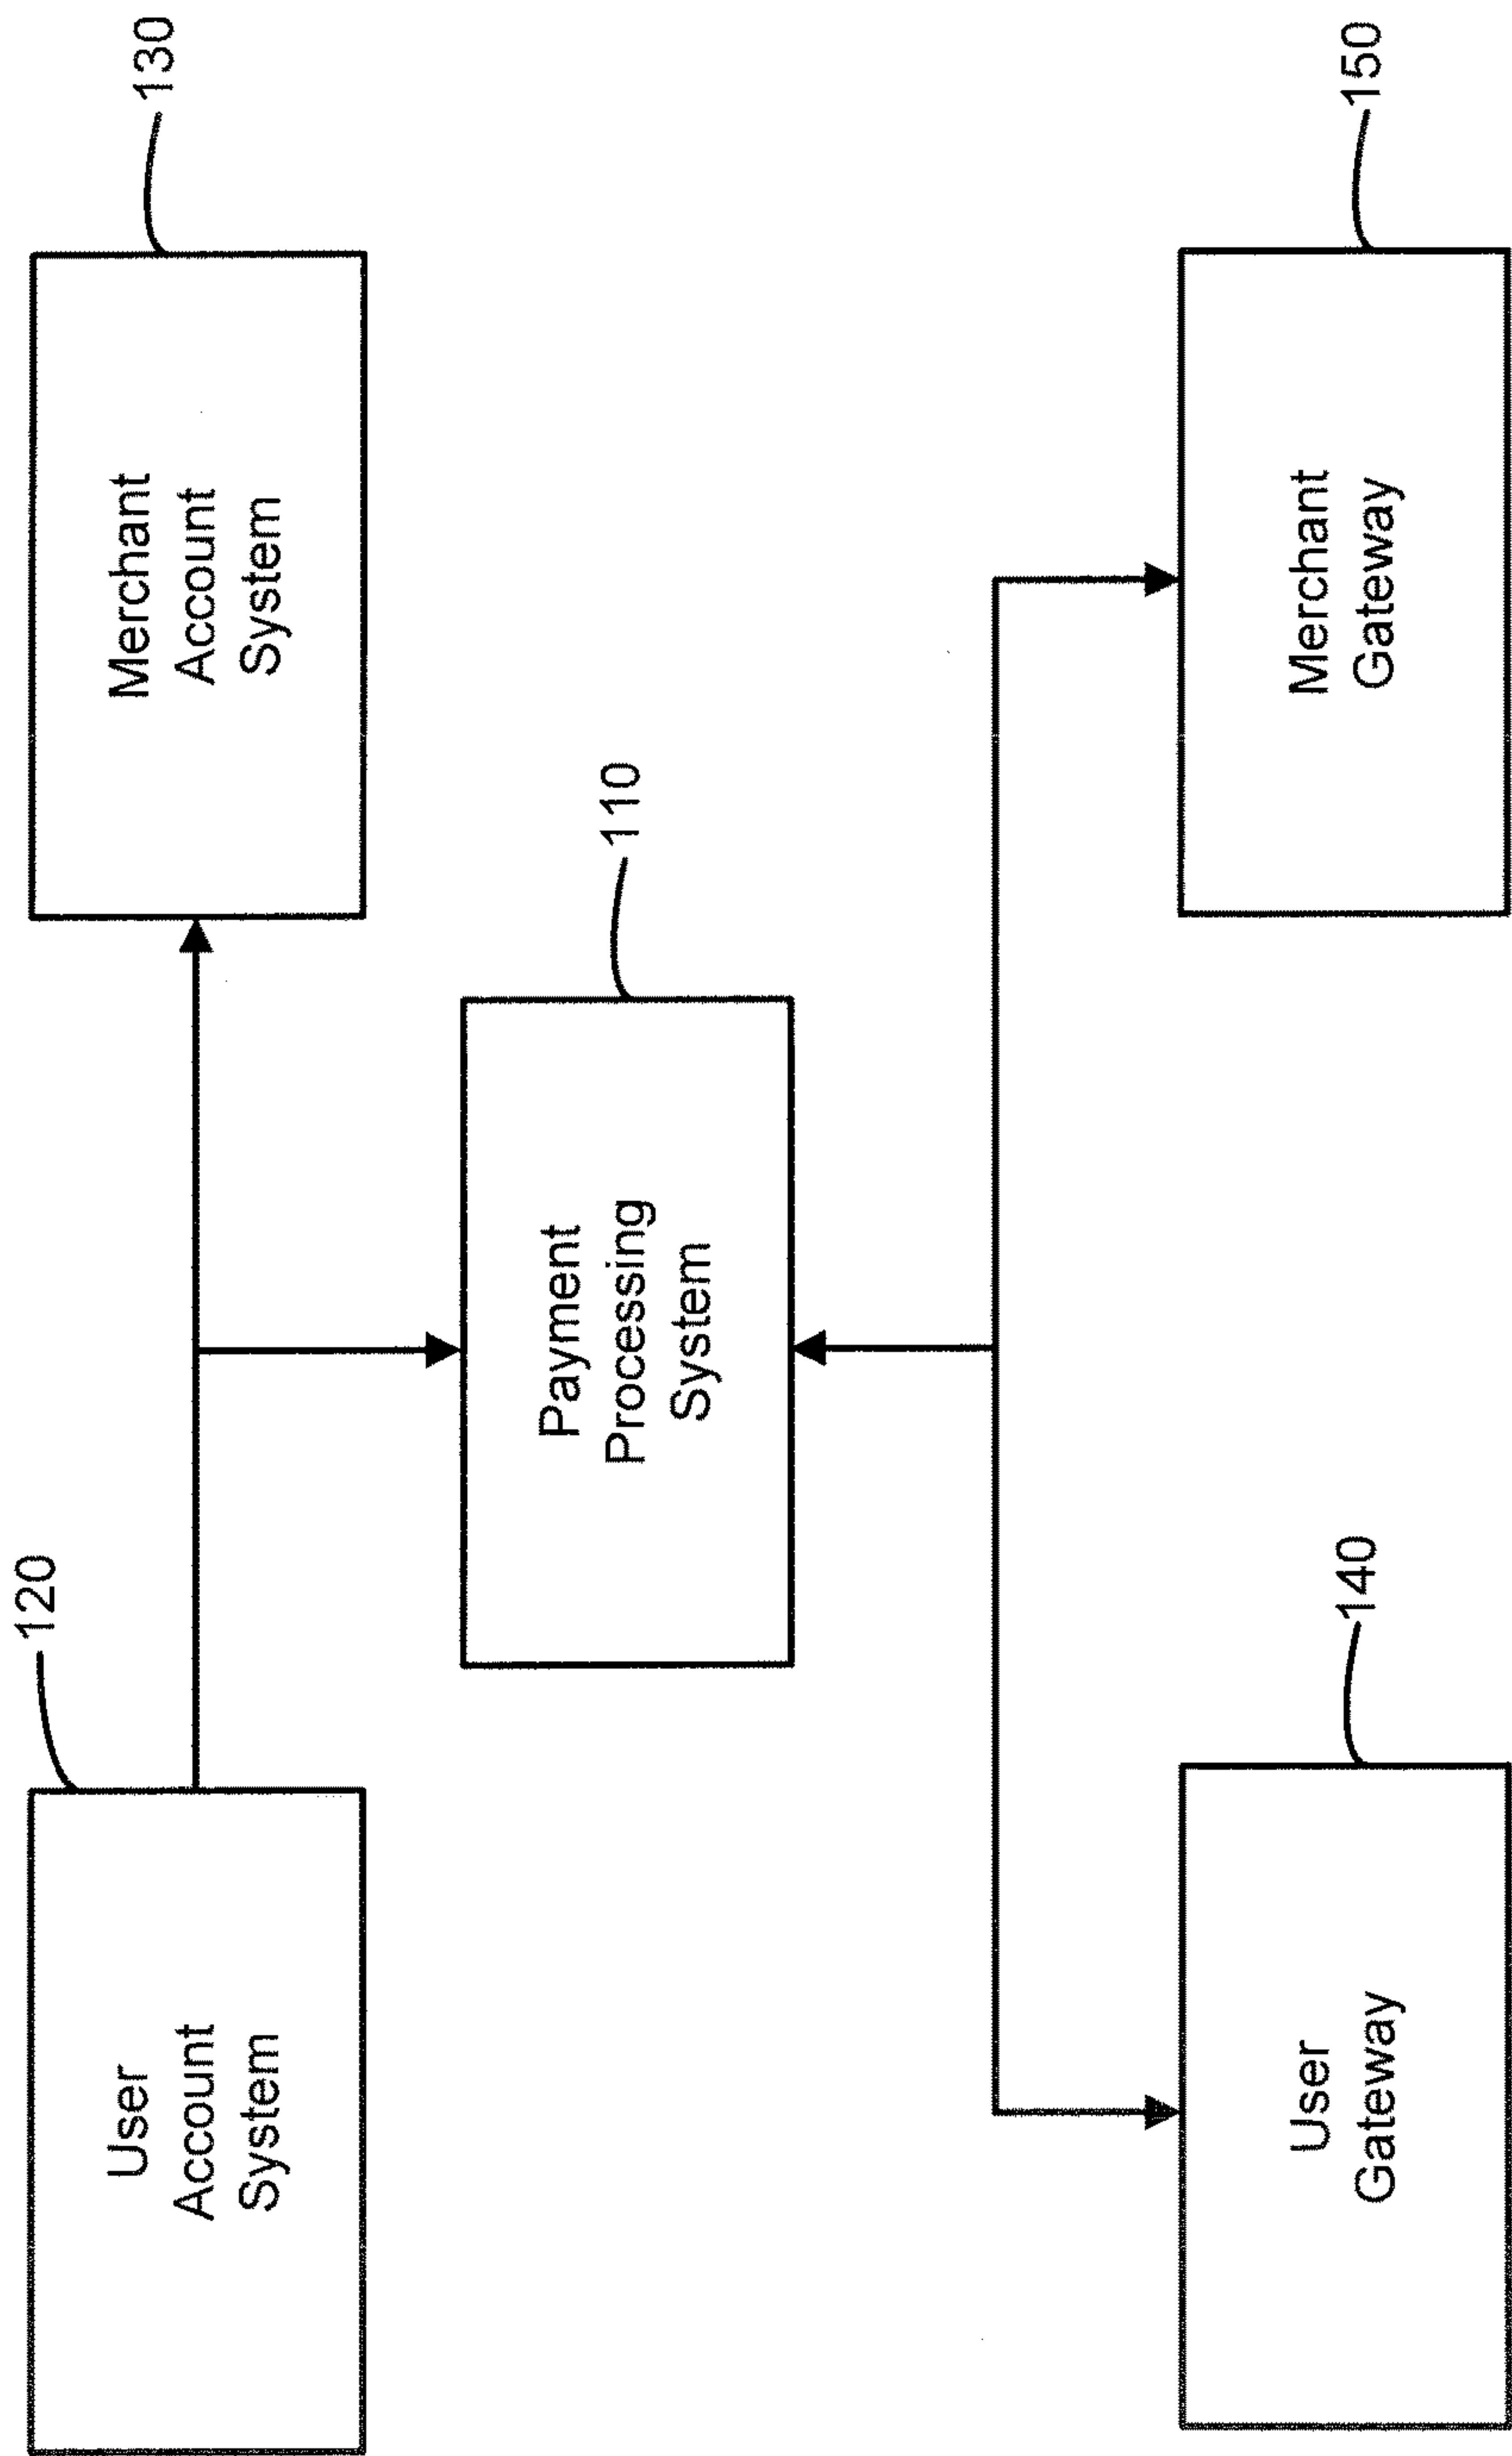 120
User
Account
System
130
Merchant
Account
System
110
Payment
Processing
System
140
User
Gateway
150
Merchant
Gateway